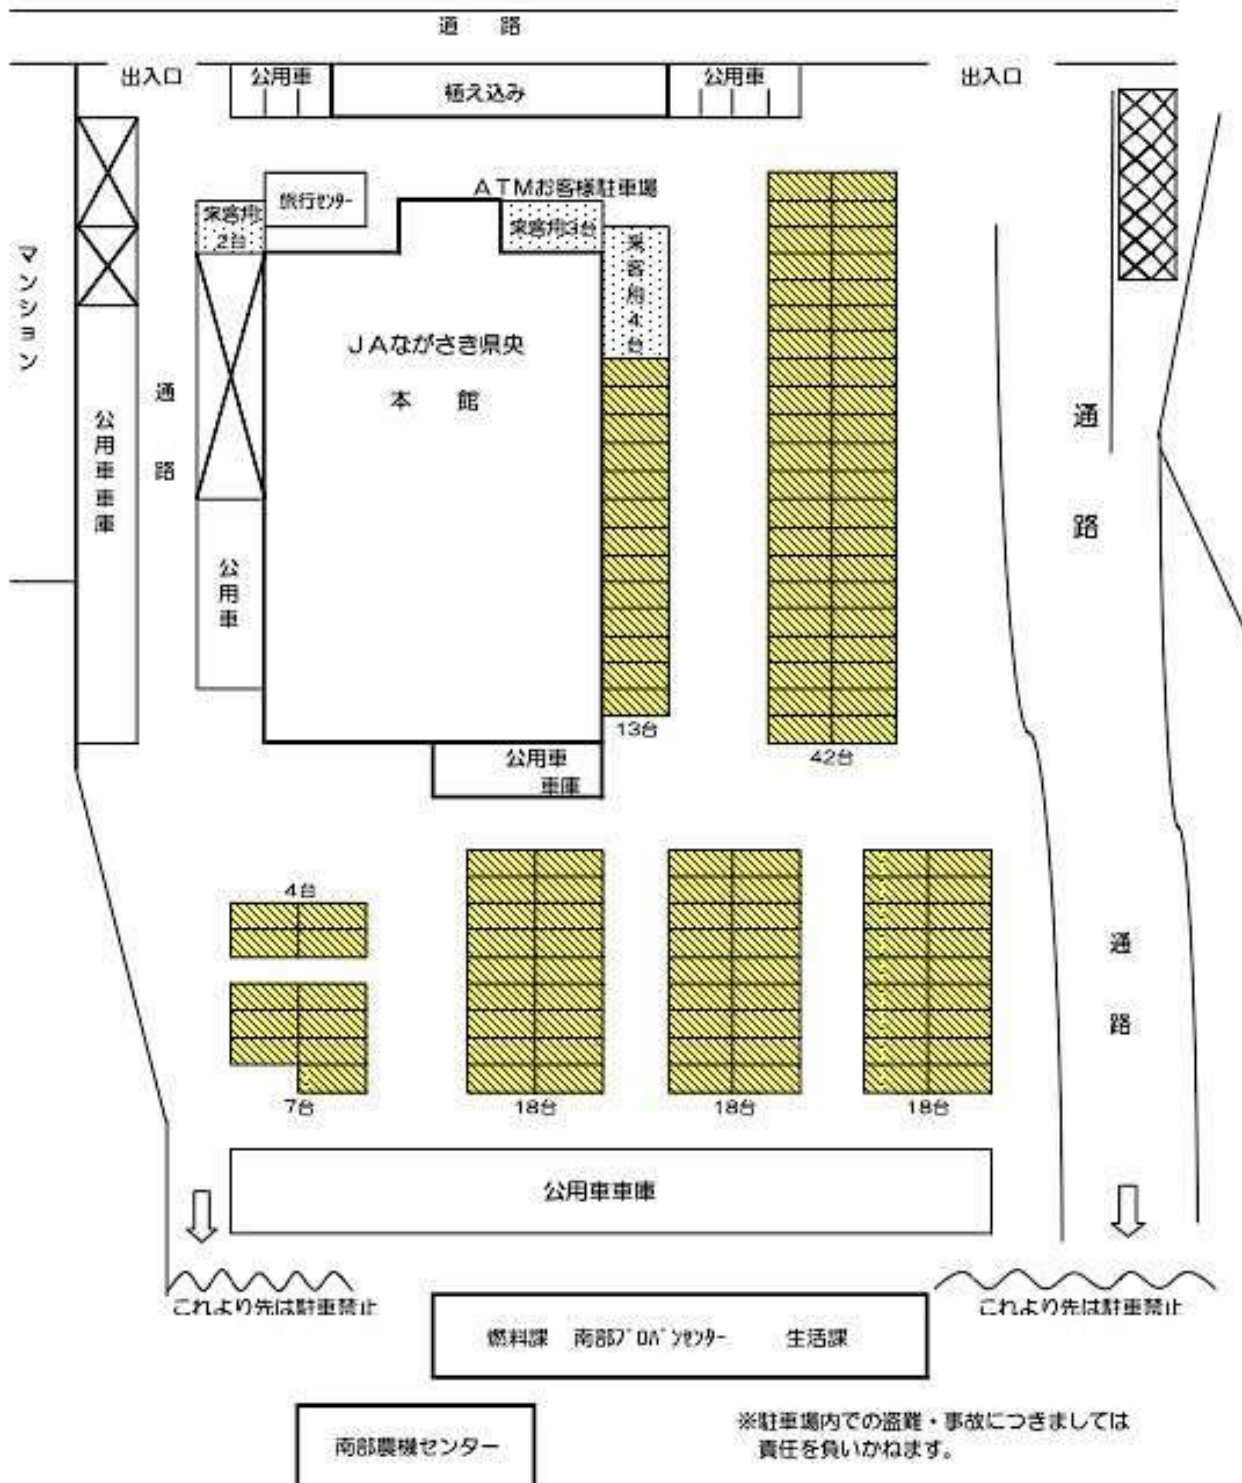 通　路
出入口
公用車
植え込み
公用車
出入口
旅行センター
ATMお客様駐車場
来客用
2台
来客用3台
来客用4台
マンション
JAながさき県央
本　館
通路
公用車車庫
通路
公用車
13台
42台
公用車
車庫
4台
通路
7台
18台
18台
18台
公用車車庫
これより先は駐車禁止
これより先は駐車禁止
燃料課　南部プロパンセンター　生活課
南部農機センター
※駐車場内での盗難・事故につきましては
責任を負いかねます。